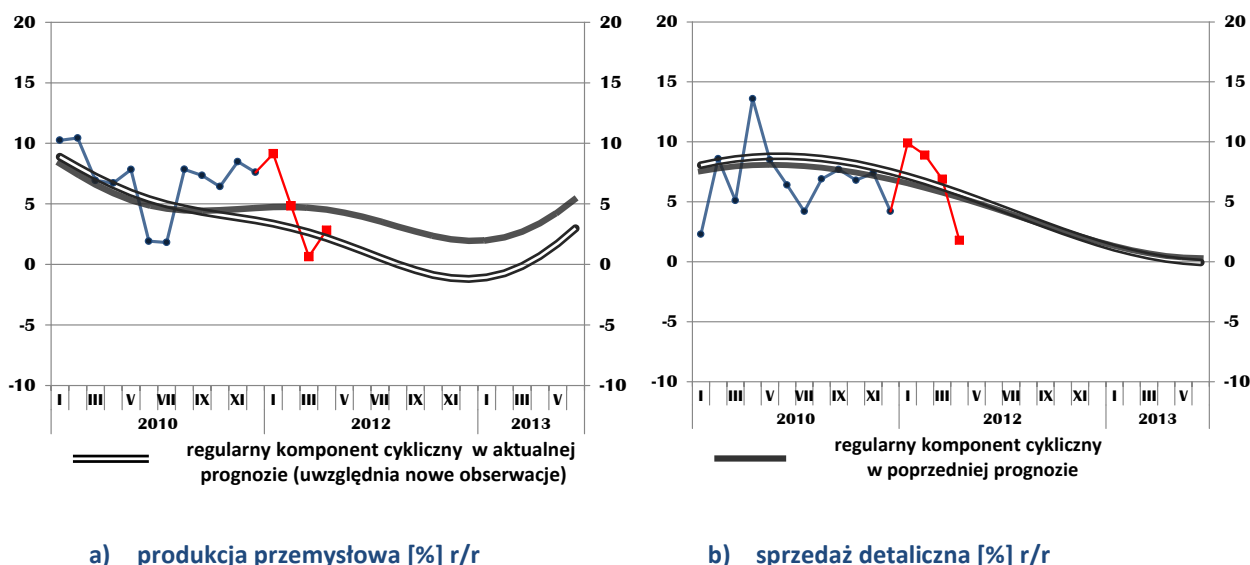 20
20
15
15
10
10
5
5
0
0
-5
-5
-10
-10
I III V VII IX XI I III V VII IX XI I III V
2010 2012 2013
20
20
15
15
10
10
5
5
0
0
-5
-5
-10
-10
I III V VII IX XI I III V VII IX XI I III V
2010 2012 2013
regularny komponent cykliczny w aktualnej
prognozie (uwzględnia nowe obserwacje)
regularny komponent cykliczny
w poprzedniej prognozie
a) produkcja przemysłowa [%] r/r
b) sprzedaż detaliczna [%] r/r